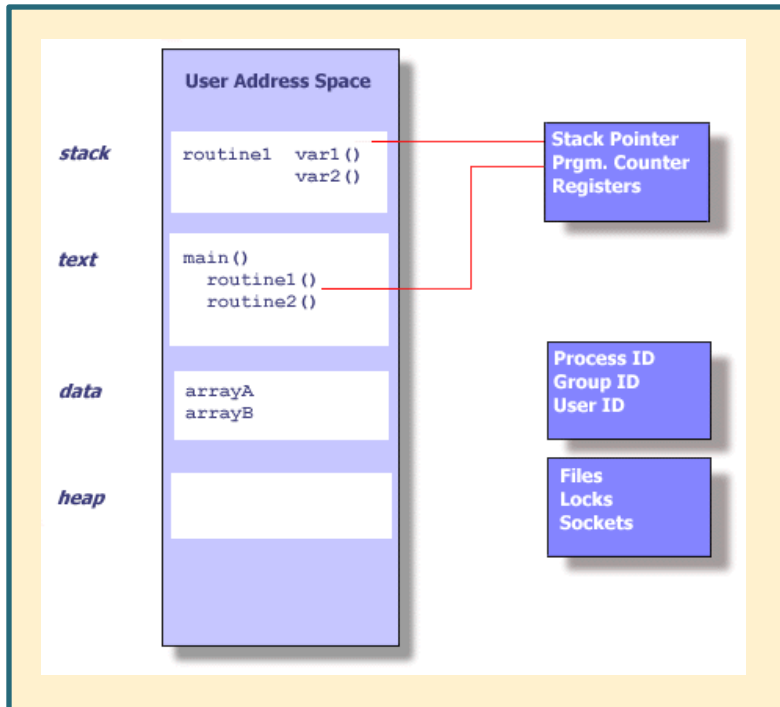 User Address Space
stack
routine1 var1()
var2()
text
main()
routine1()
routine2()
data
arrayA
arrayB
heap
Stack Pointer
Prgm. Counter
Registers
Process ID
Group ID
User ID
Files
Locks
Sockets